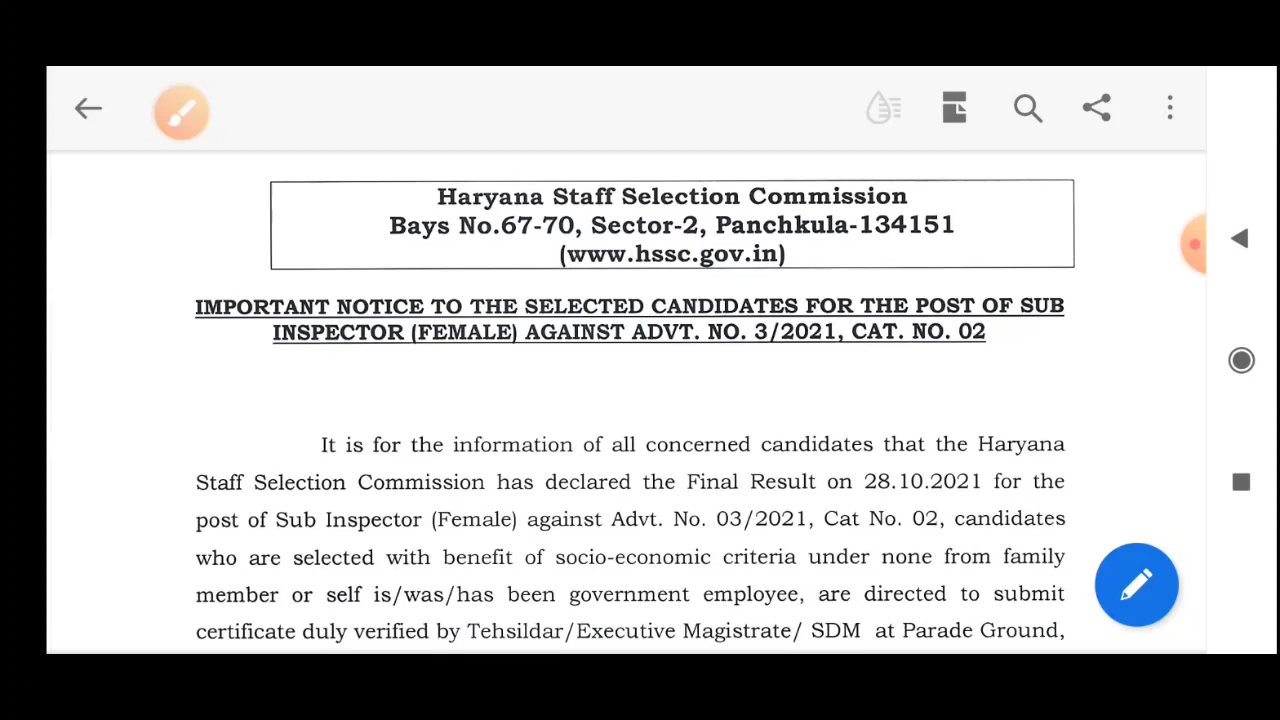 Haryana Staff Selection Commission
Bays No.67-70, Sector-2, Panchkula-134151
(www.hssc.gov.in)
IMPORTANT NOTICE TO THE SELECTED CANDIDATES FOR THE POST OF SUB
INSPECTOR (FEMALE) AGAINST ADVT. NO. 3/2021, CAT. NO. 02
It is for the information of all concerned candidates that the Haryana
Staff Selection Commission has declared the Final Result on 28.10.2021 for the
post of Sub Inspector (Female) against Advt. No. 03/2021, Cat No. 02, candidates
who are selected with benefit of socio-economic criteria under none from family
member or self is/was/has been government employee, are directed to submit
certificate duly verified by Tehsildar/Executive Magistrate/ SDM at Parade Ground,